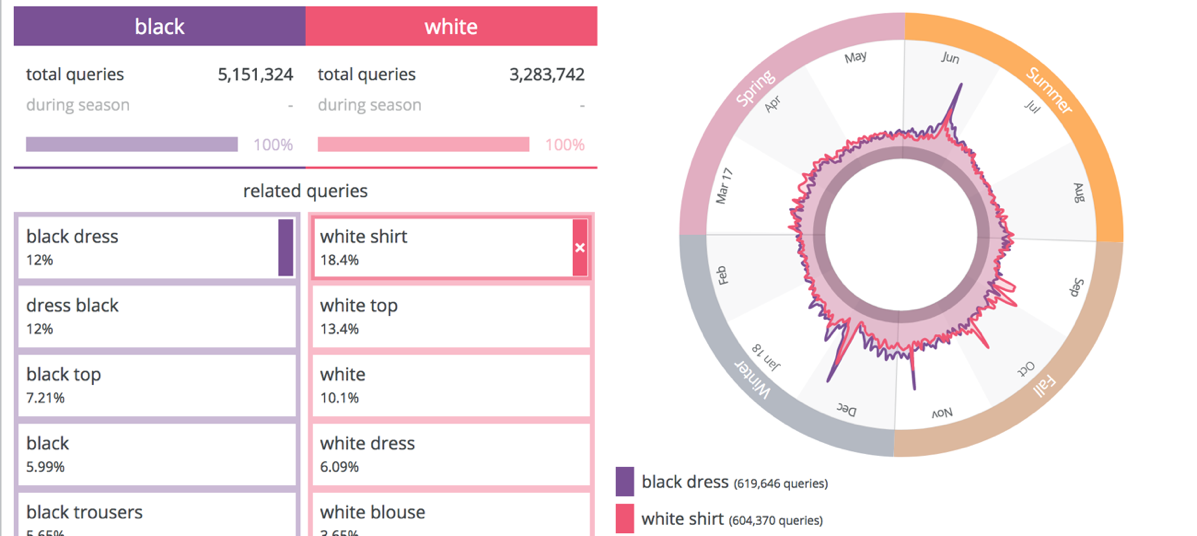 black
white
total queries 5,151,324
total queries 3,283,742
during season -
during season -
100%
100%
related queries
black dress
12%
dress black
12%
black top
7.21%
black
5.99%
black trousers
5.65%
white shirt
×
18.4%
white top
13.4%
white
10.1%
white dress
6.09%
white blouse
3.65%
Spring
Summer
Fall
Winter
May
Jun
Jul
Aug
Sep
Oct
Nov
Dec
Jan 18
Feb
Mar 17
Apr
black dress (619,646 queries)
white shirt (604,370 queries)